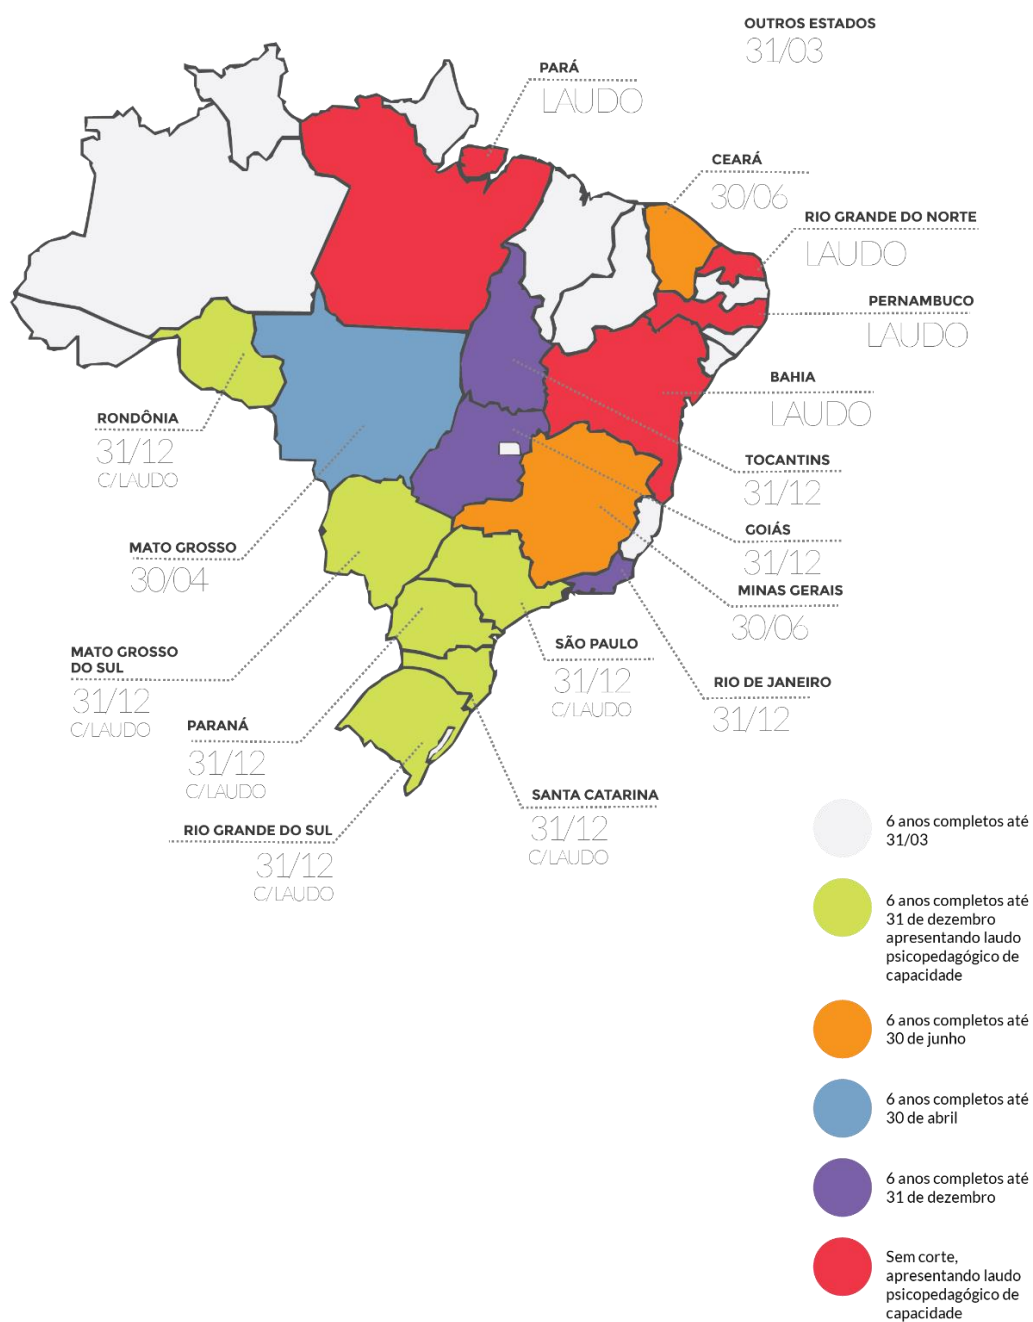 OUTROS ESTADOS
31/03
PARÁ
LAUDO
CEARÁ
30/06
RIO GRANDE DO NORTE
LAUDO
PERNAMBUCO
LAUDO
BAHIA
LAUDO
RONDÔNIA
31/12
C/LAUDO
TOCANTINS
31/12
GOIÁS
31/12
MATO GROSSO
30/04
MINAS GERAIS
30/06
MATO GROSSO
DO SUL
31/12
C/LAUDO
SÃO PAULO
31/12
C/LAUDO
RIO DE JANEIRO
31/12
PARANÁ
31/12
C/LAUDO
SANTA CATARINA
31/12
C/LAUDO
RIO GRANDE DO SUL
31/12
C/LAUDO
6 anos completos até
31/03
6 anos completos até
31 de dezembro
apresentando laudo
psicopedagógico de
capacidade
6 anos completos até
30 de junho
6 anos completos até
30 de abril
6 anos completos até
31 de dezembro
Sem corte,
apresentando laudo
psicopedagógico de
capacidade